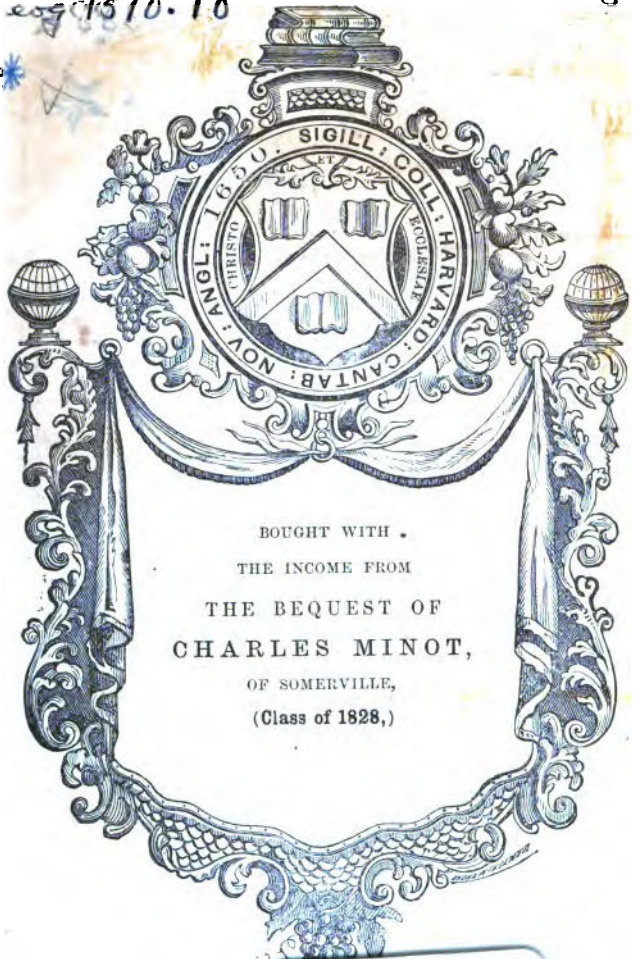 1650. SIGILL: COLL: HARVARD: CANTAB: NOV: ANGL:
CHRISTO
ET
ECCLESIAE
BOUGHT WITH
THE INCOME FROM
THE BEQUEST OF
CHARLES MINOT,
OF SOMERVILLE,
(Class of 1828,)